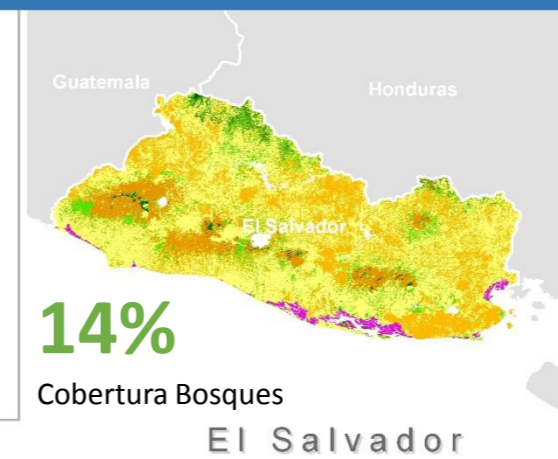 Guatemala
Honduras
El Salvador
14%
Cobertura Bosques
El Salvador